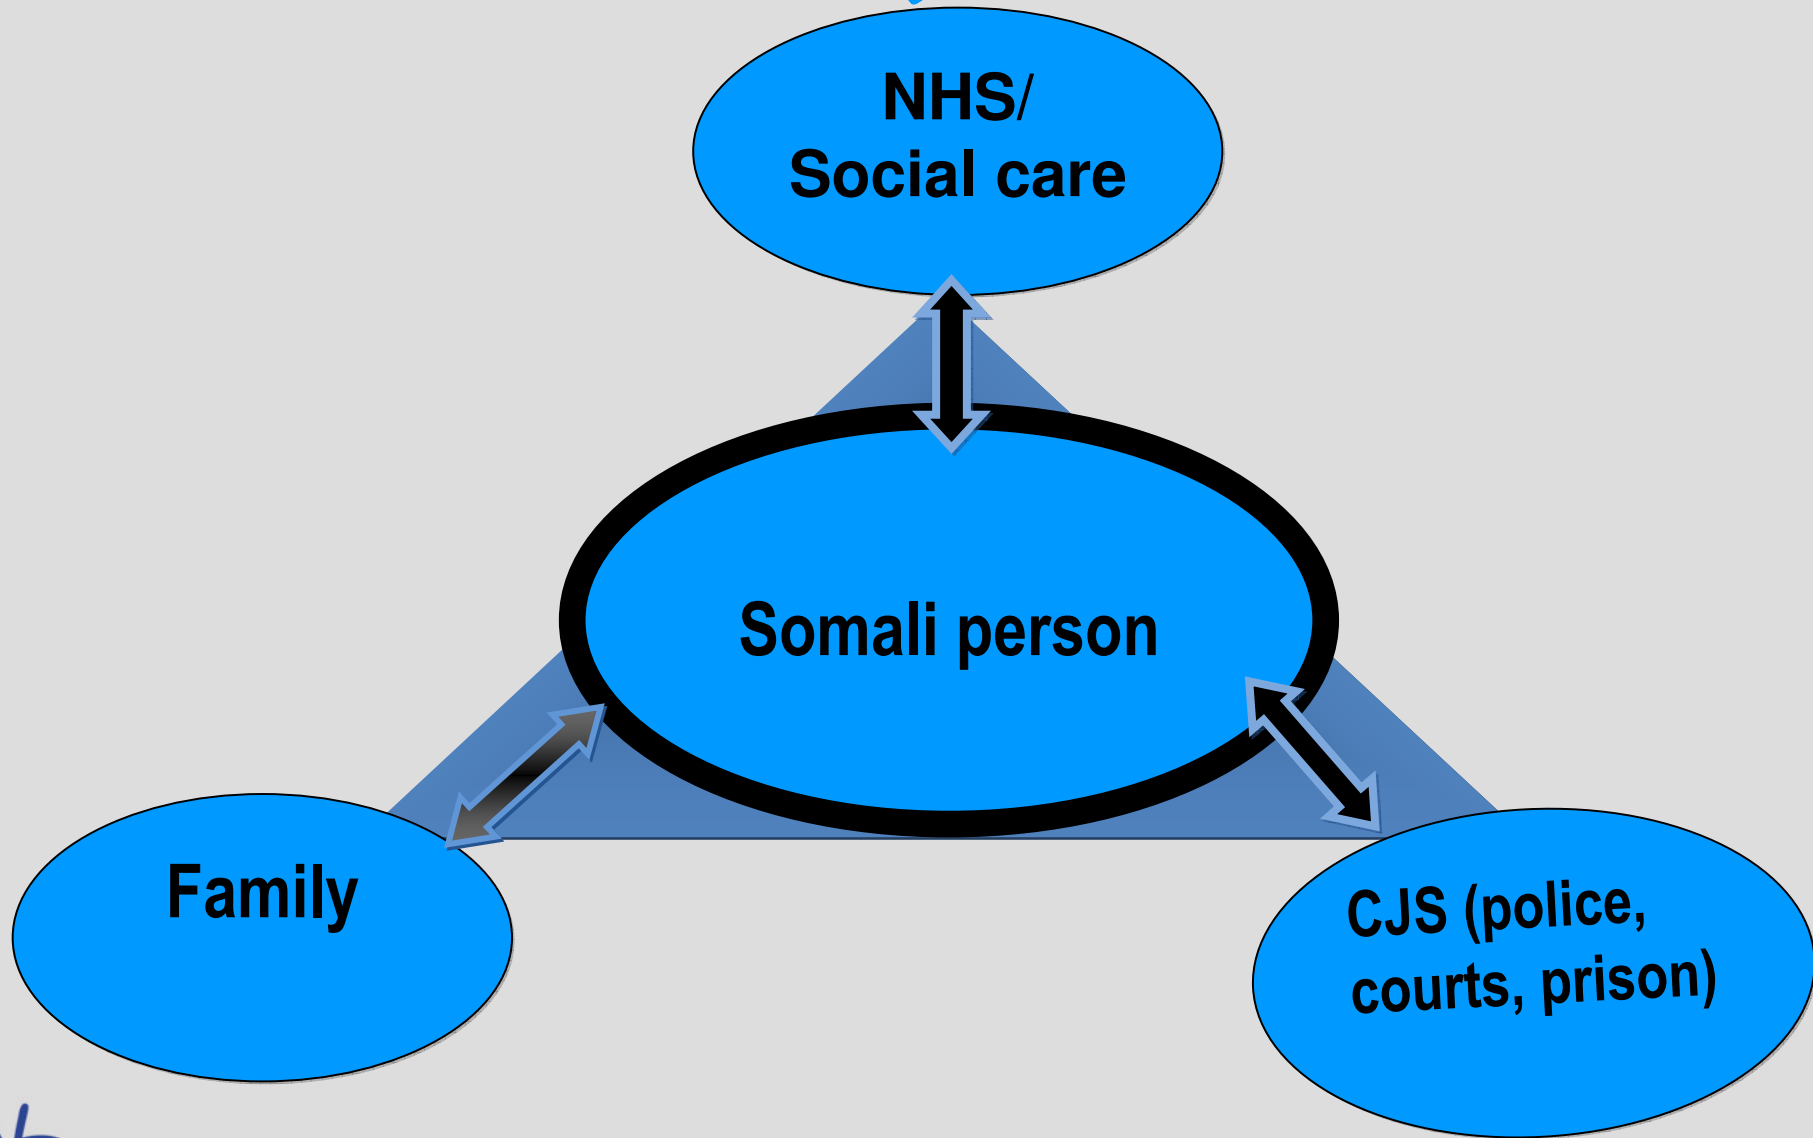 NHS/
Social care
Somali person
Family
CJS (police,
courts, prison)